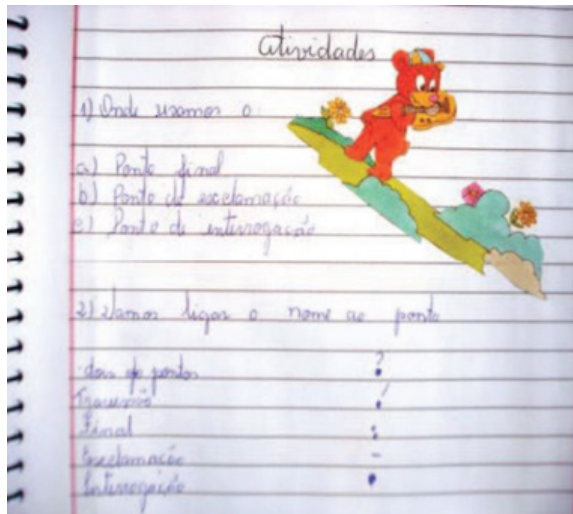 Atividades
1) Onde usamos o:
a) Ponto final
b) Ponto de exclamação
c) Ponto de interrogação
2) Vamos ligar o nome ao ponto
dois pontos ?
Travessão !
Final :
Exclamação -
Interrogação .